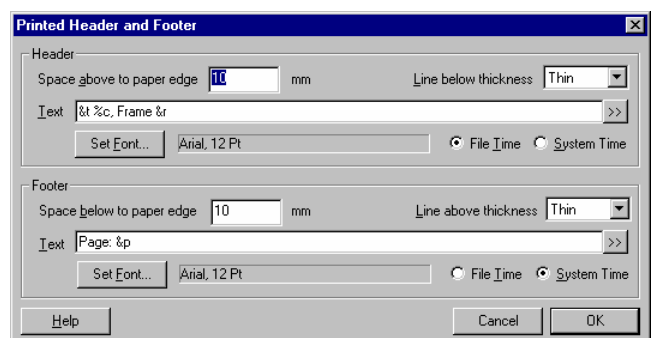 Printed Header and Footer
Header
Space above to paper edge 10 mm Line below thickness Thin
Text &t %c, Frame &r >>
Set Font... Arial, 12 Pt File Time System Time
Footer
Space below to paper edge 10 mm Line above thickness Thin
Text Page: &p >>
Set Font... Arial, 12 Pt File Time System Time
Help Cancel OK